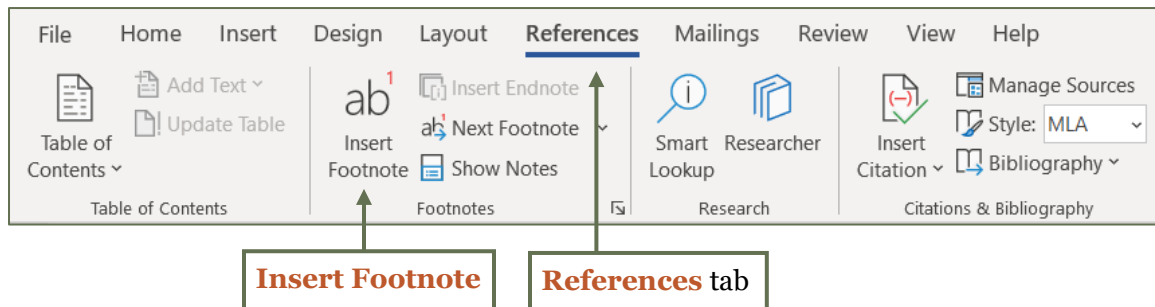 File Home Insert Design Layout References Mailings Review View Help
Table of
Contents
Add Text
Update Table
Table of Contents
ab1
Insert
Footnote
Insert Endnote
Next Footnote
Show Notes
Footnotes
Smart
Lookup
Researcher
Research
Insert
Citation
Manage Sources
Style: MLA
Bibliography
Citations & Bibliography
Insert Footnote
References tab